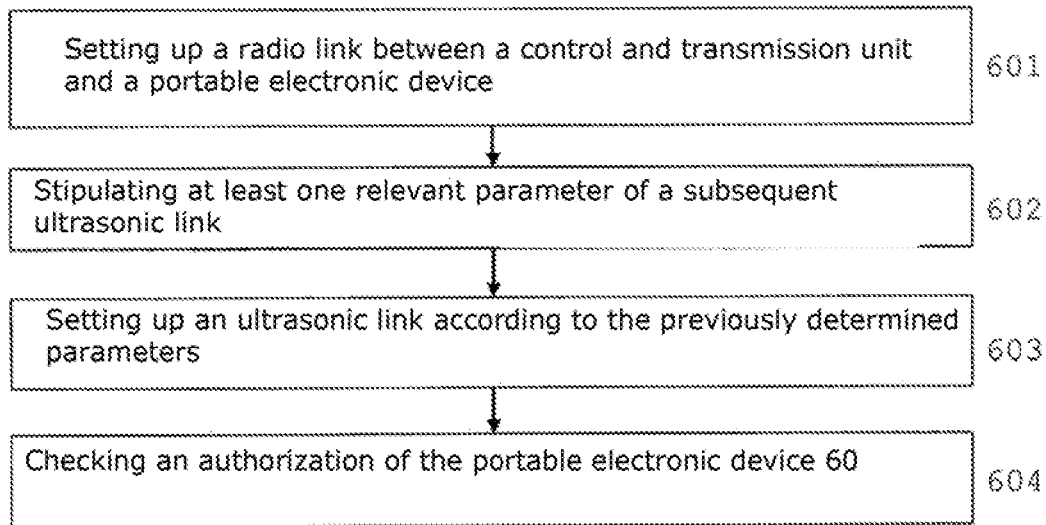 Setting up a radio link between a control and transmission unit
and a portable electronic device
601
Stipulating at least one relevant parameter of a subsequent
ultrasonic link
602
Setting up an ultrasonic link according to the previously determined
parameters
603
Checking an authorization of the portable electronic device 60
604